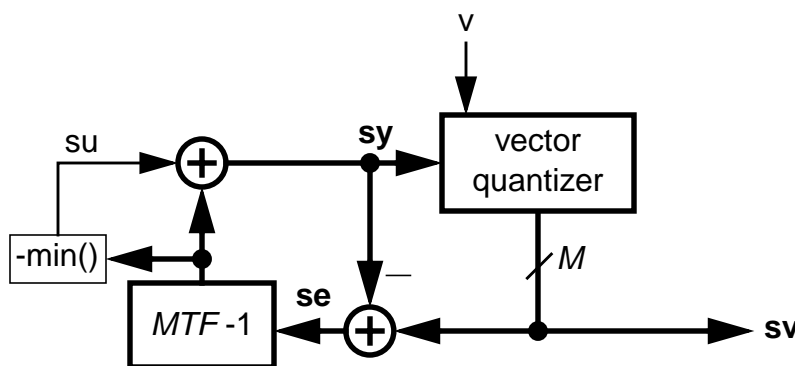 v
su
sy
vector
quantizer
-min()
M
—
se
MTF -1
sv